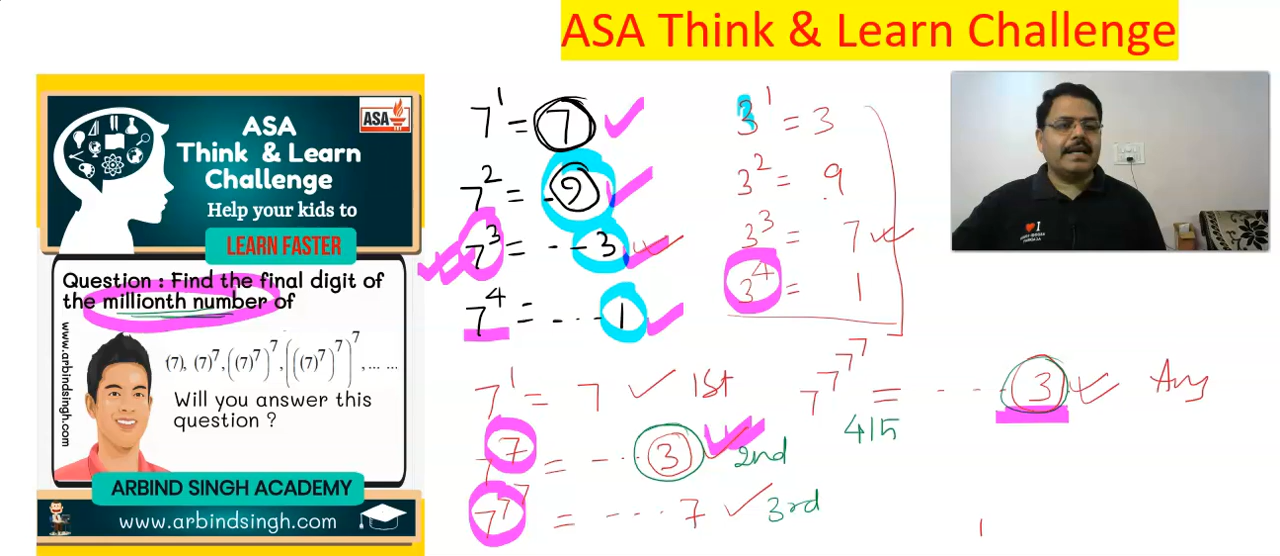 ASA Think & Learn Challenge
ASA
ASA
Think & Learn
Challenge
Help your kids to
LEARN FASTER
Question : Find the final digit of
the millionth number of
(7), (7)^7, ((7)^7)^7, (((7)^7)^7)^7, ... ...
Will you answer this
question ?
www.arbindsingh.com
ARBIND SINGH ACADEMY
www.arbindsingh.com
7^1 = 7
7^2 = -9
7^3 = --3
7^4 = ---1
3^1 = 3
3^2 = 9
3^3 = 7
3^4 = 1
7^1 = 7 ✓ 1st
7^7 = ---3 ✓ 2nd
7^7^7 = ---7 ✓ 3rd
7^7^7^7 = ---3 ✓ Ans
I